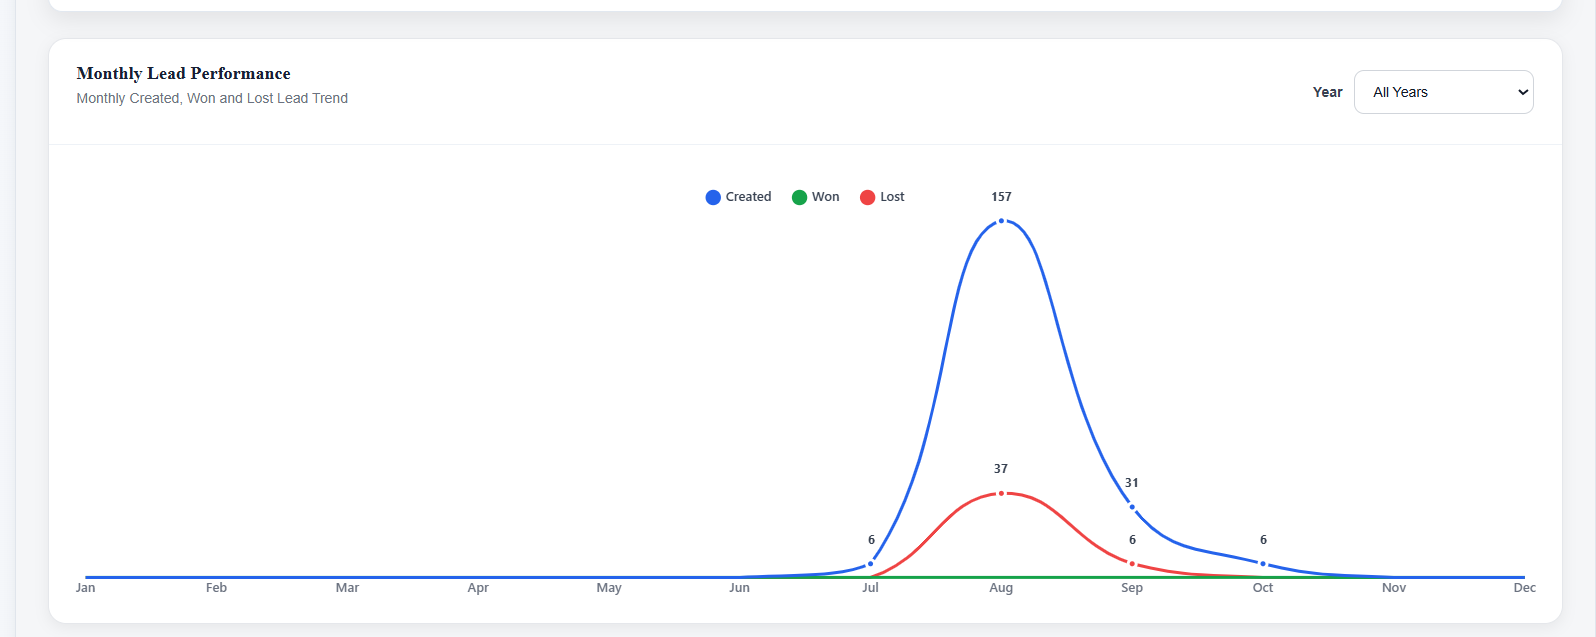 Monthly Lead Performance
Monthly Created, Won and Lost Lead Trend
Year
All Years
Created
Won
Lost
157
37
31
6
6
6
Jan
Feb
Mar
Apr
May
Jun
Jul
Aug
Sep
Oct
Nov
Dec